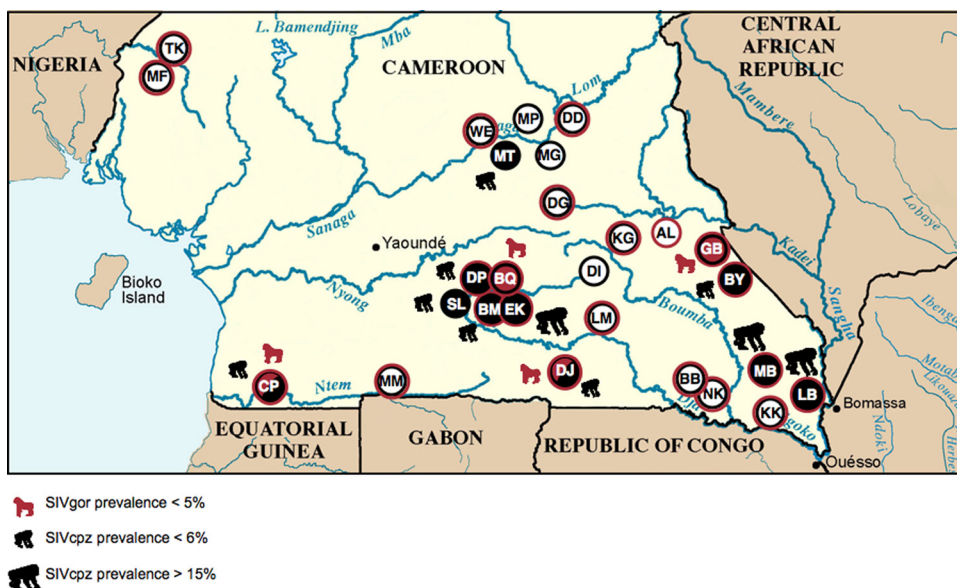 NIGERIA
L. Bamendjing
Mba
CAMEROON
Lom
CENTRAL
AFRICAN
REPUBLIC
Mambere
Lobaye
TK
MF
WE
MP
DD
MT
MG
DG
Sanaga
Yaoundé
KG
AL
GB
BY
Kadei
Bioko
Island
Nyong
DP
BQ
DI
SL
BM
EK
LM
Boumba
Sangha
Ibenga
CP
Ntem
MM
DJ
BB
NK
MB
LB
KK
Bomassa
Ndoki
EQUATORIAL
GUINEA
GABON
REPUBLIC OF CONGO
Ouésso
SIVgor prevalence < 5%
SIVcpz prevalence < 6%
SIVcpz prevalence > 15%